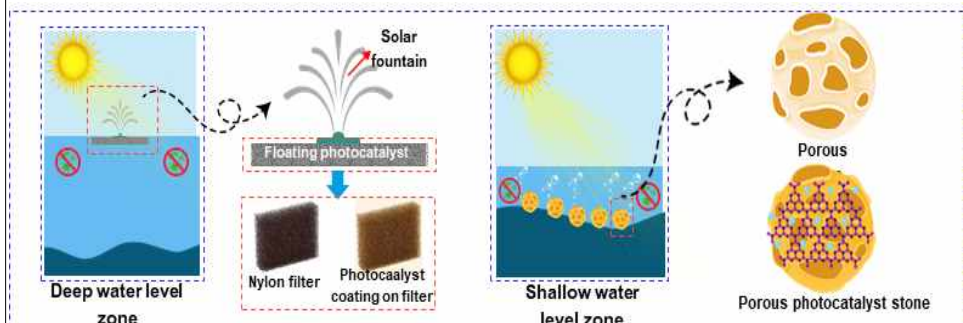 Solar
fountain
Floating photocatalyst
Nylon filter
Photocaalyst
coating on filter
Deep water level
zone
Porous
Shallow water
level zone
Porous photocatalyst stone